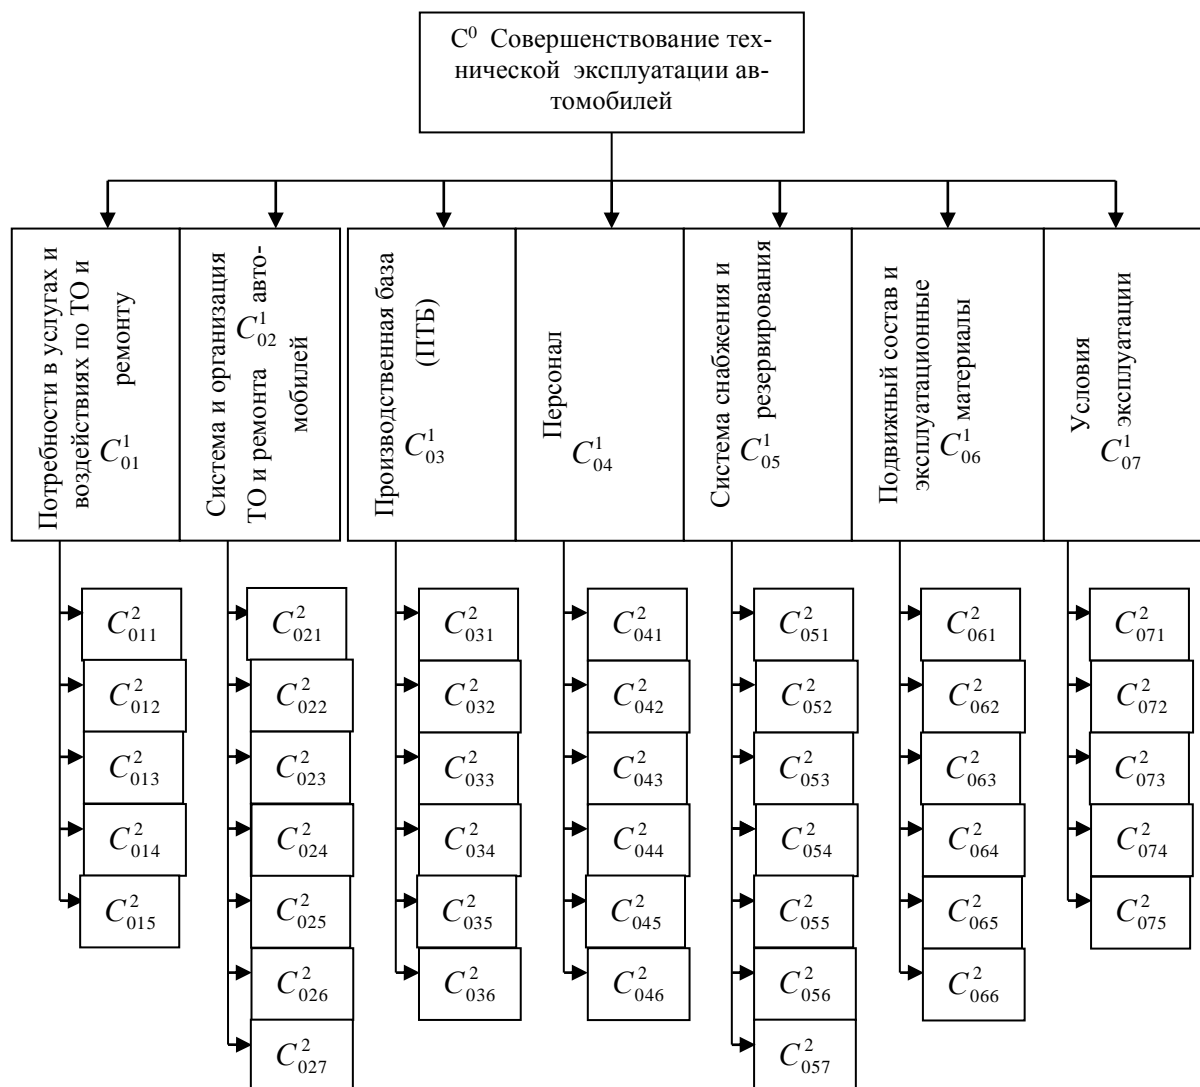 C⁰ Совершенствование тех-
нической эксплуатации ав-
томобилей
Потребности в услугах и
воздействиях по ТО и
ремонту
C¹₀₁
Система и организация
ТО и ремонта авто-
мобилей
C¹₀₂
Производственная база
(ПТБ)
C¹₀₃
Персонал
C¹₀₄
Система снабжения и
резервирования
C¹₀₅
Подвижный состав и
эксплуатационные
материалы
C¹₀₆
Условия
эксплуатации
C¹₀₇
C²₀₁₁
C²₀₁₂
C²₀₁₃
C²₀₁₄
C²₀₁₅
C²₀₂₁
C²₀₂₂
C²₀₂₃
C²₀₂₄
C²₀₂₅
C²₀₂₆
C²₀₂₇
C²₀₃₁
C²₀₃₂
C²₀₃₃
C²₀₃₄
C²₀₃₅
C²₀₃₆
C²₀₄₁
C²₀₄₂
C²₀₄₃
C²₀₄₄
C²₀₄₅
C²₀₄₆
C²₀₅₁
C²₀₅₂
C²₀₅₃
C²₀₅₄
C²₀₅₅
C²₀₅₆
C²₀₅₇
C²₀₆₁
C²₀₆₂
C²₀₆₃
C²₀₆₄
C²₀₆₅
C²₀₆₆
C²₀₇₁
C²₀₇₂
C²₀₇₃
C²₀₇₄
C²₀₇₅